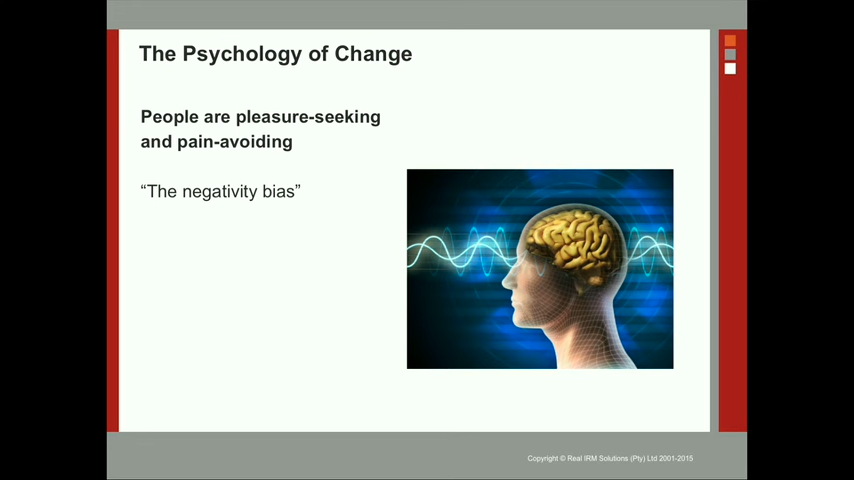 The Psychology of Change
People are pleasure-seeking
and pain-avoiding
“The negativity bias”
Copyright © Real IRM Solutions (Pty) Ltd 2001-2015